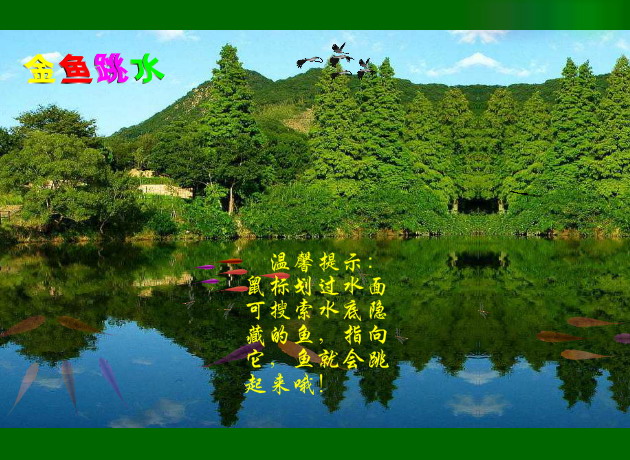 金鱼跳水
温馨提示:
鼠标划过水面
可搜索水底隐
藏的鱼，指向
它，鱼就会跳
起来哦!